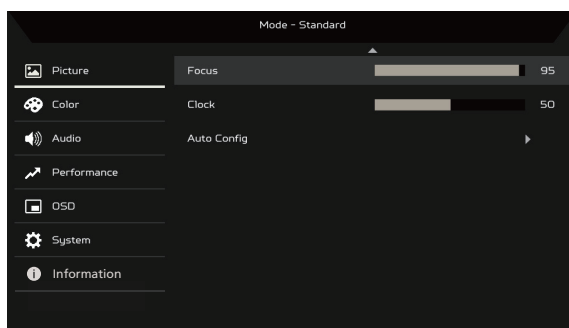 Mode - Standard
Picture
Focus 95
Color
Clock 50
Audio
Auto Config
Performance
OSD
System
Information